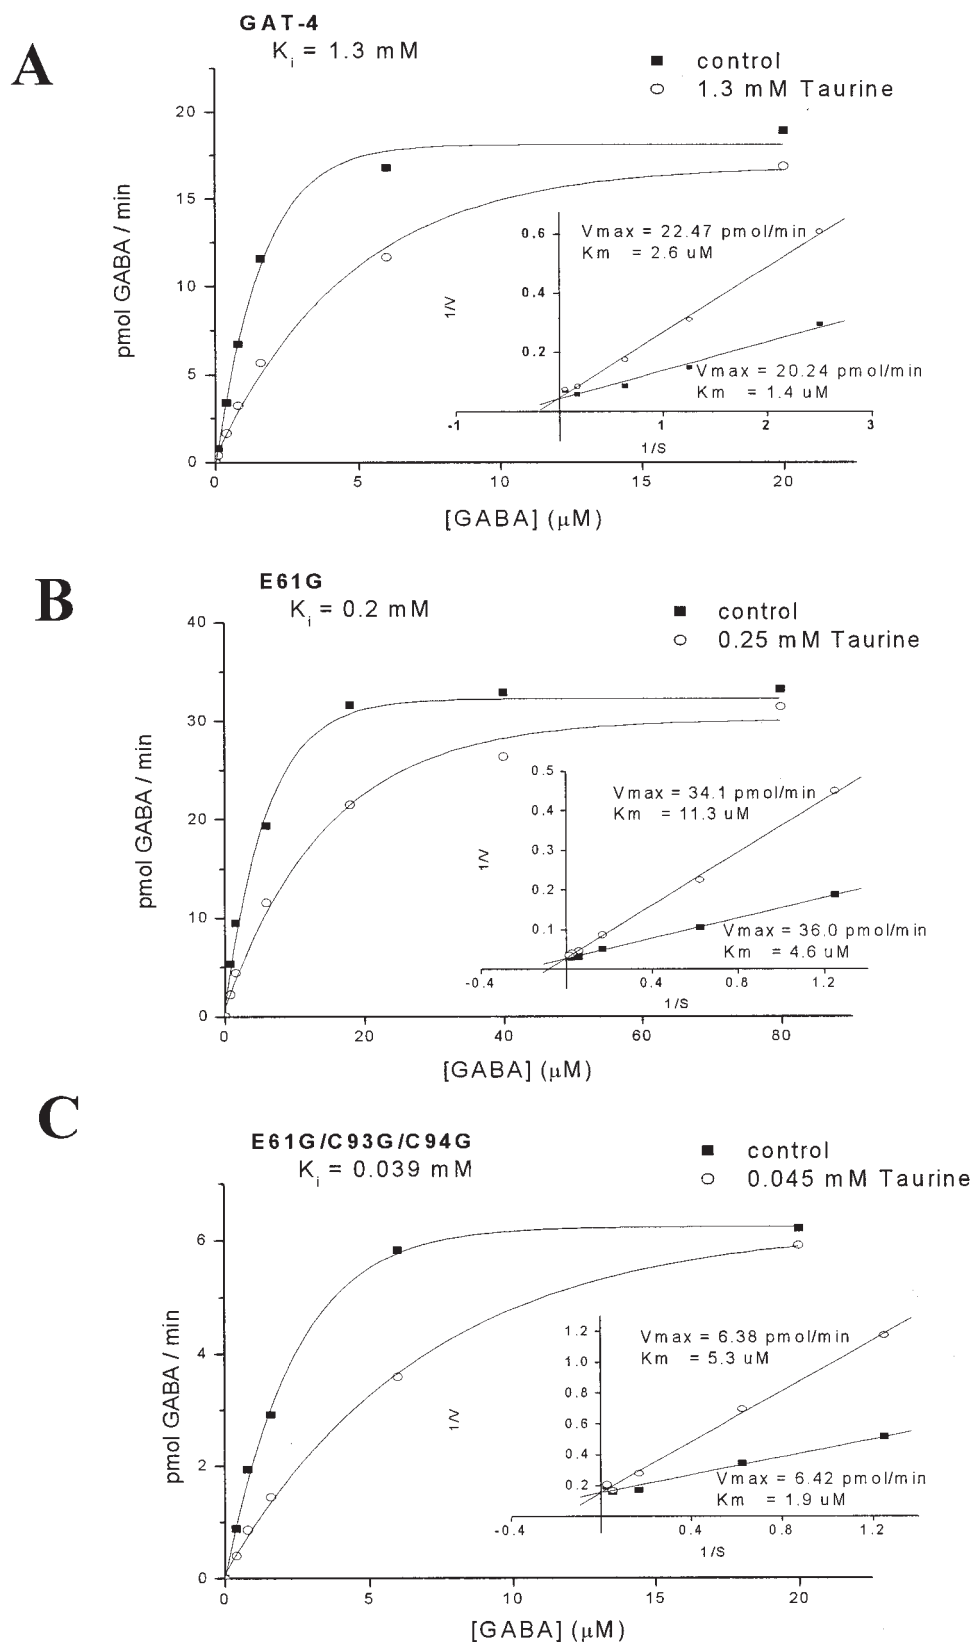 A
GAT-4
Ki = 1.3 mM
control
1.3 mM Taurine
pmol GABA / min
20
15
10
5
0
0 5 10 15 20
[GABA] (μM)
Vmax = 22.47 pmol/min
Km = 2.6 uM
1/V
0.6
0.4
0.2
Vmax = 20.24 pmol/min
Km = 1.4 uM
-1 1 2 3
1/S
B
E61G
Ki = 0.2 mM
control
0.25 mM Taurine
pmol GABA / min
40
30
20
10
0
0 20 40 60 80
[GABA] (μM)
Vmax = 34.1 pmol/min
Km = 11.3 uM
1/V
0.5
0.4
0.3
0.2
0.1
Vmax = 36.0 pmol/min
Km = 4.6 uM
-0.4 0.4 0.8 1.2
1/S
C
E61G/C93G/C94G
Ki = 0.039 mM
control
0.045 mM Taurine
pmol GABA / min
6
4
2
0
0 5 10 15 20
[GABA] (μM)
Vmax = 6.38 pmol/min
Km = 5.3 uM
1/V
1.2
1.0
0.8
0.6
0.4
0.2
Vmax = 6.42 pmol/min
Km = 1.9 uM
-0.4 0.4 0.8 1.2
1/S